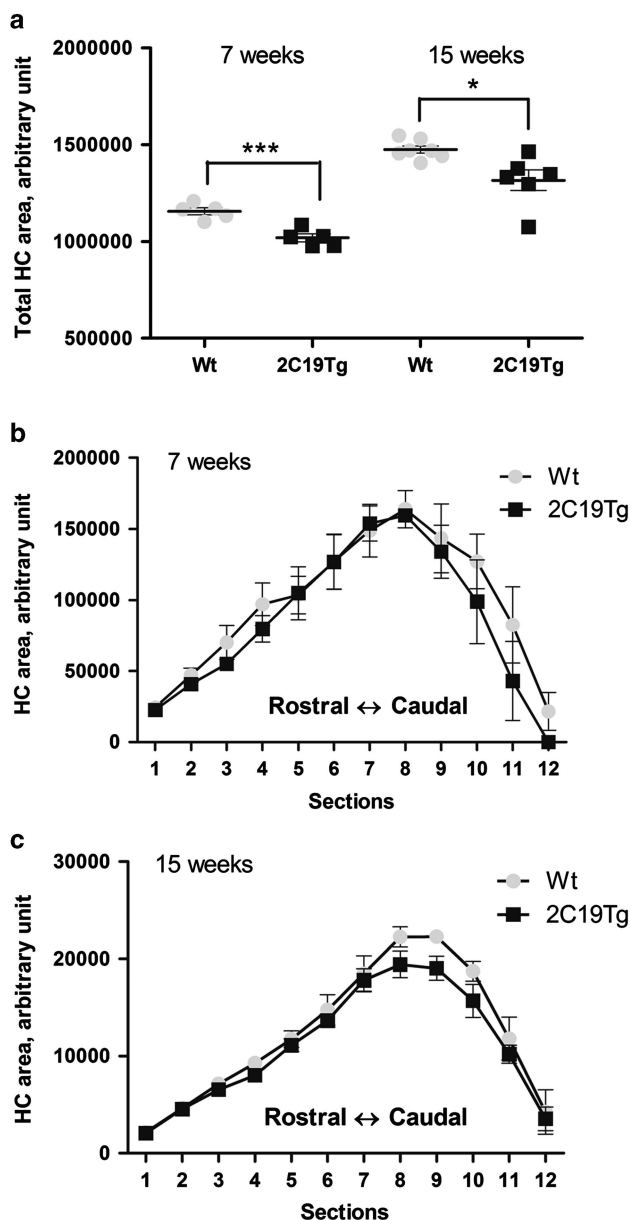 a
Total HC area, arbitrary unit
2000000
1500000
1000000
500000
7 weeks
15 weeks
***
*
Wt
2C19Tg
Wt
2C19Tg
b
HC area, arbitrary unit
200000
150000
100000
50000
0
7 weeks
Wt
2C19Tg
Rostral ↔ Caudal
1 2 3 4 5 6 7 8 9 10 11 12
Sections
c
HC area, arbitrary unit
30000
20000
10000
0
15 weeks
Wt
2C19Tg
Rostral ↔ Caudal
1 2 3 4 5 6 7 8 9 10 11 12
Sections